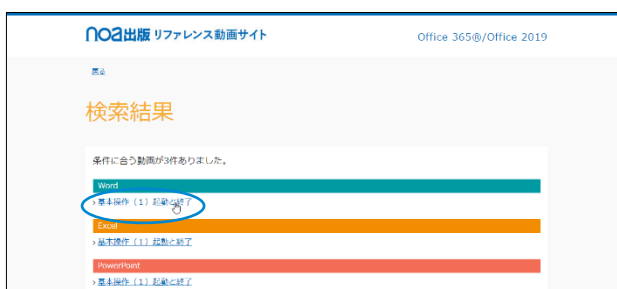 noa出版 リファレンス動画サイト
Office 365®/Office 2019
戻る
検索結果
条件に合う動画が3件ありました。
Word
›基本操作（1）起動と終了
Excel
›基本操作（1）起動と終了
PowerPoint
›基本操作（1）起動と終了